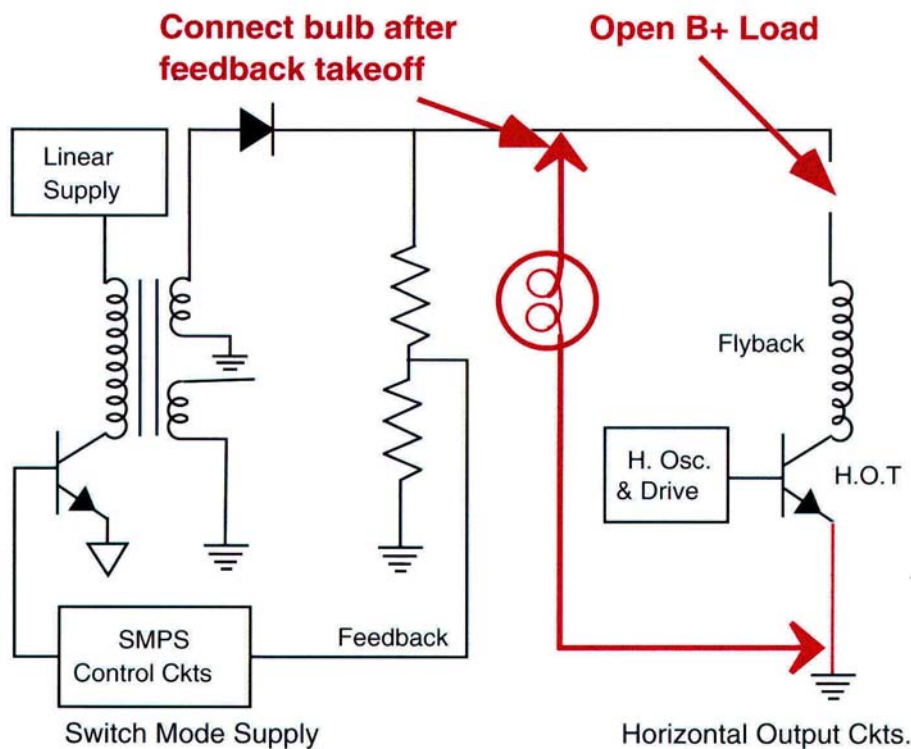 Connect bulb after
feedback takeoff
Open B+ Load
Linear
Supply
Flyback
H. Osc.
& Drive
H.O.T
SMPS
Control Ckts
Feedback
Switch Mode Supply
Horizontal Output Ckts.